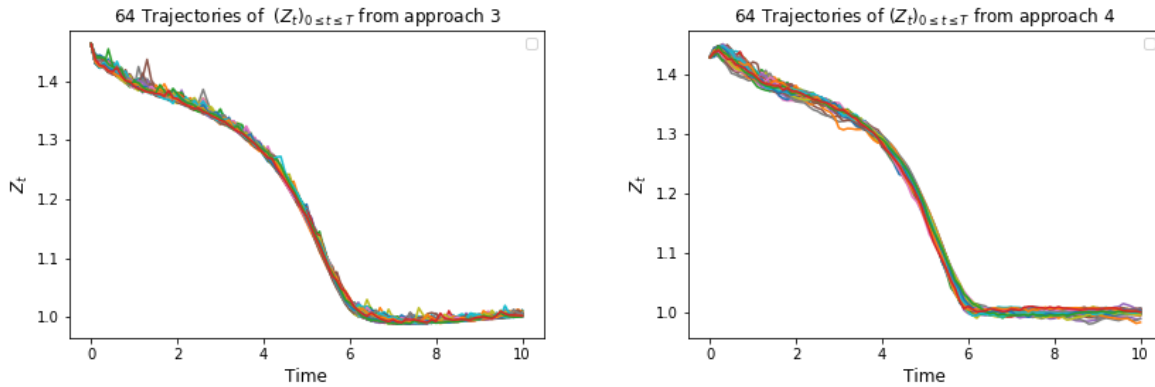 64 Trajectories of (Z_t)_{0≤t≤T} from approach 3
1.4
1.3
1.2
1.1
1.0
Z_t
0 2 4 6 8 10
Time
64 Trajectories of (Z_t)_{0≤t≤T} from approach 4
1.4
1.3
1.2
1.1
1.0
Z_t
0 2 4 6 8 10
Time